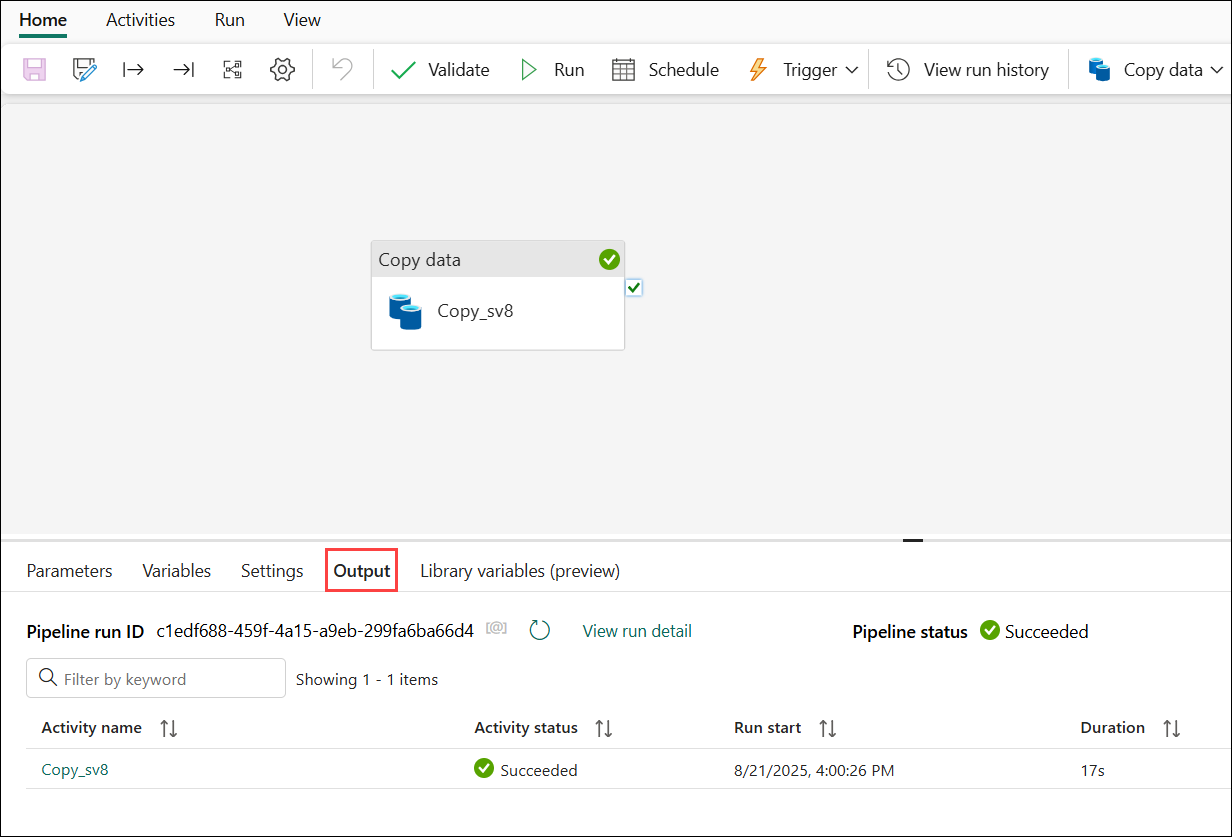 Home Activities Run View
Validate Run Schedule Trigger View run history Copy data
Copy data
Copy_sv8
Parameters Variables Settings Output Library variables (preview)
Pipeline run ID c1edf688-459f-4a15-a9eb-299fa6ba66d4 [@] View run detail Pipeline status Succeeded
Filter by keyword Showing 1 - 1 items
Activity name Activity status Run start Duration
Copy_sv8 Succeeded 8/21/2025, 4:00:26 PM 17s